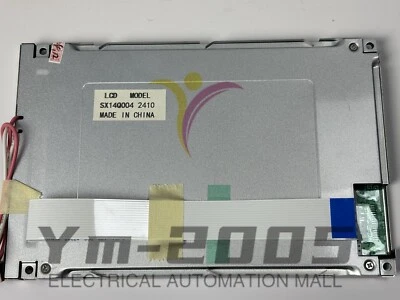 LCD MODEL
SX14Q004 2410
MADE IN CHINA
Ym-2005
ELECTRICAL AUTOMATION MALL